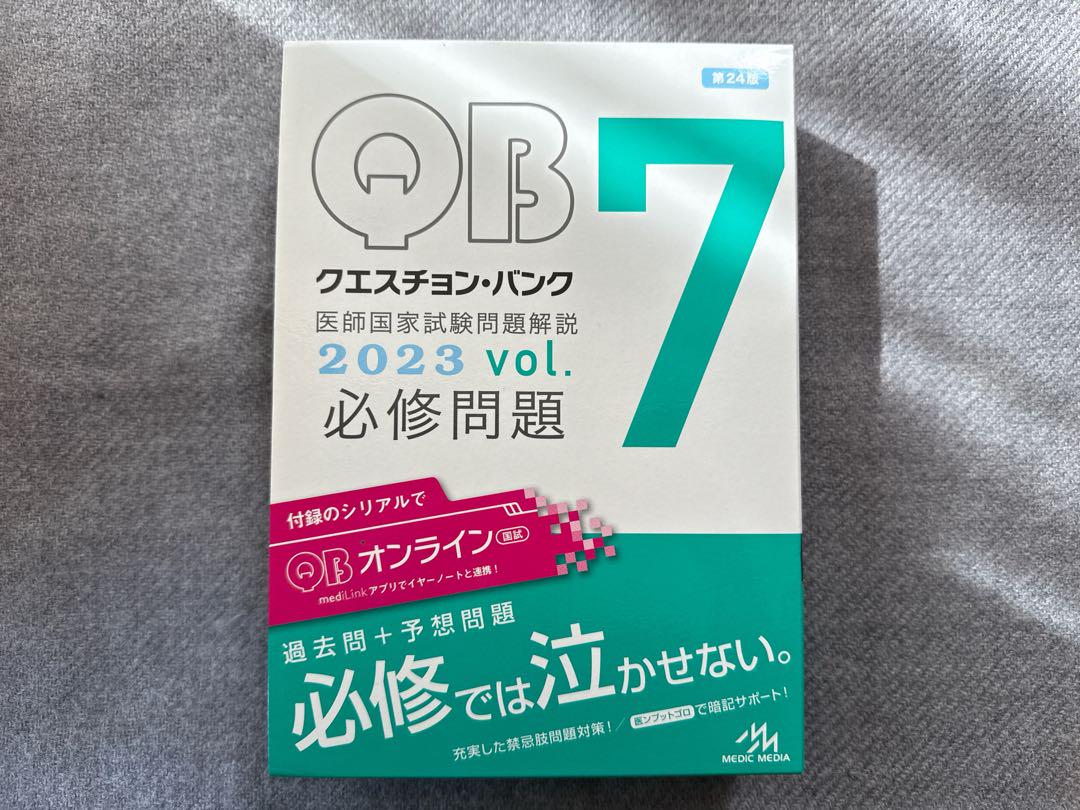 第24版
QB
7
クエスチョン・バンク
医師国家試験問題解説
2023 vol.
必修問題
付録のシリアルで
QBオンライン 国試
mediLinkアプリでイヤーノートと連携！
過去問＋予想問題
必修では泣かせない。
充実した禁忌肢問題対策！／医ンプットゴロで暗記サポート！
MEDIC MEDIA